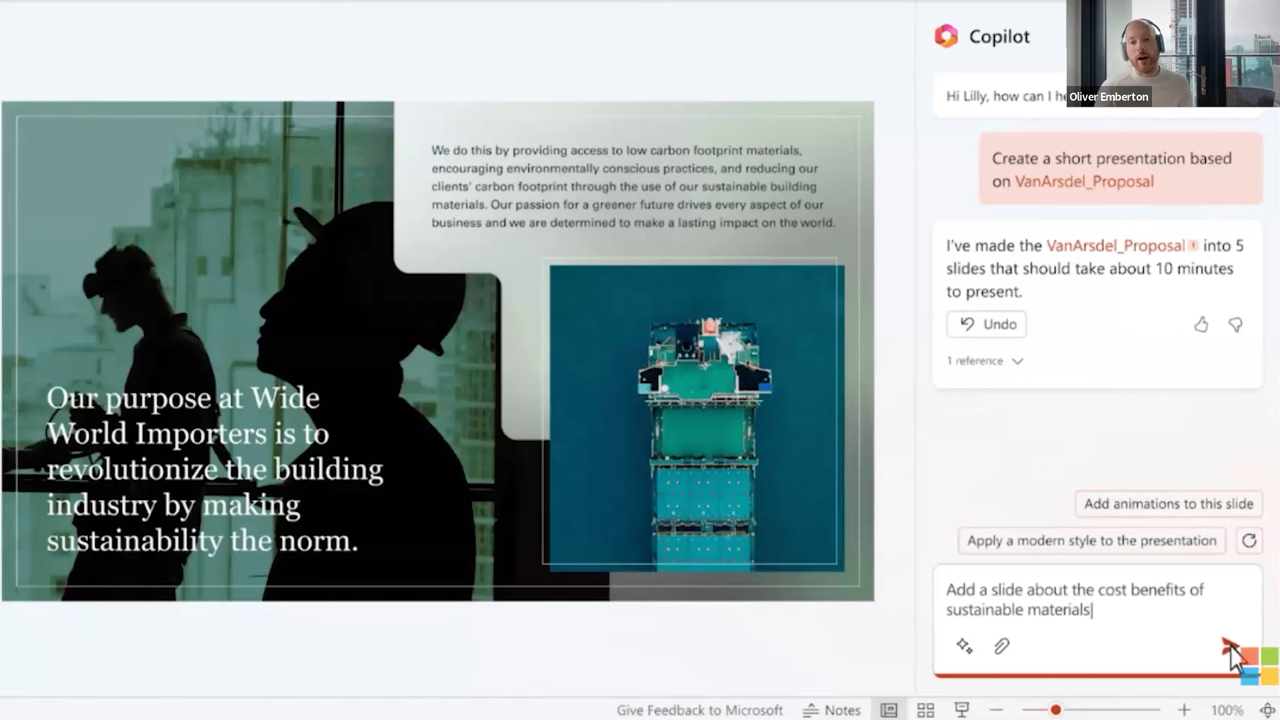 Copilot
Hi Lilly, how can I he
Oliver Emberton
Create a short presentation based
on VanArsdel_Proposal
I've made the VanArsdel_Proposal into 5
slides that should take about 10 minutes
to present.
Undo
1 reference
Add animations to this slide
Apply a modern style to the presentation
Add a slide about the cost benefits of
sustainable materials
We do this by providing access to low carbon footprint materials,
encouraging environmentally conscious practices, and reducing our
clients' carbon footprint through the use of our sustainable building
materials. Our passion for a greener future drives every aspect of our
business and we are determined to make a lasting impact on the world.
Our purpose at Wide
World Importers is to
revolutionize the building
industry by making
sustainability the norm.
Give Feedback to Microsoft
Notes
100%